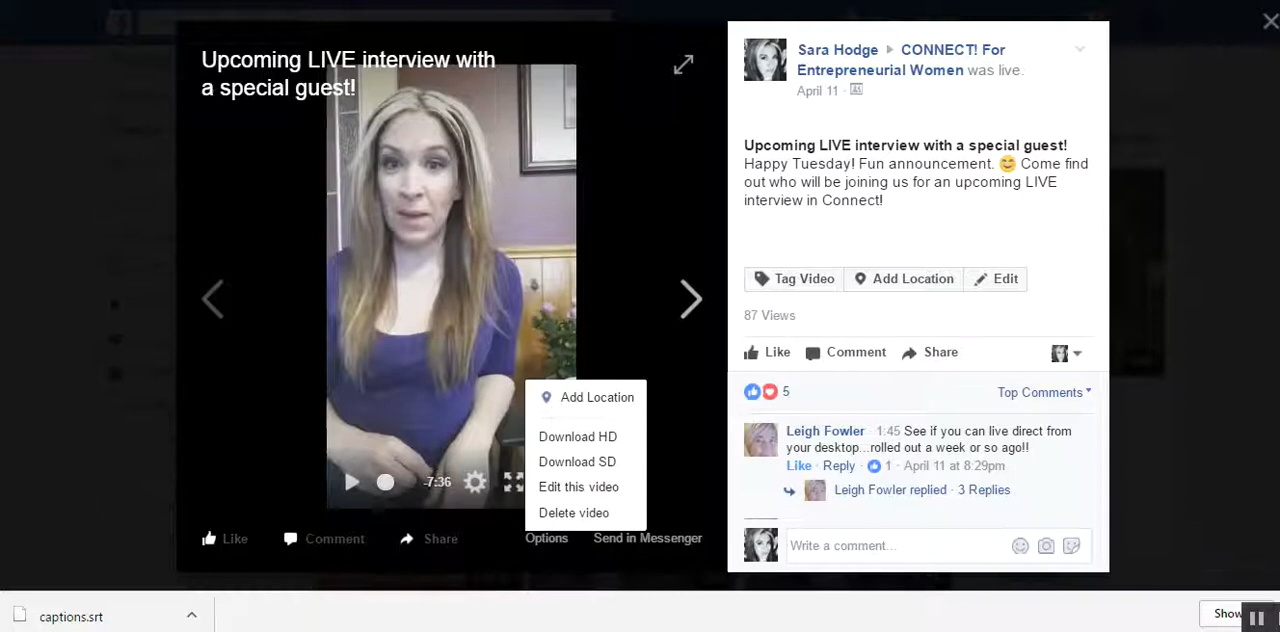 Upcoming LIVE interview with
a special guest!
-7:36
Add Location
Download HD
Download SD
Edit this video
Delete video
Like
Comment
Share
Options
Send in Messenger
Sara Hodge CONNECT! For
Entrepreneurial Women was live.
April 11 ·
Upcoming LIVE interview with a special guest!
Happy Tuesday! Fun announcement. 😊 Come find
out who will be joining us for an upcoming LIVE
interview in Connect!
Tag Video
Add Location
Edit
87 Views
Like
Comment
Share
5
Top Comments
Leigh Fowler · 1:45 See if you can live direct from
your desktop...rolled out a week or so ago!!
Like · Reply · 1 · April 11 at 8:29pm
Leigh Fowler replied · 3 Replies
Write a comment...
captions.srt
Show